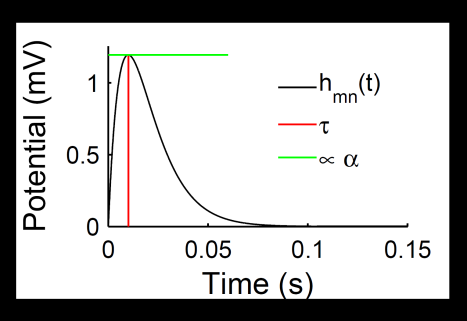 Potential (mV)
1
0.5
0
h_mn(t)
τ
∝ α
0 0.05 0.1 0.15
Time (s)